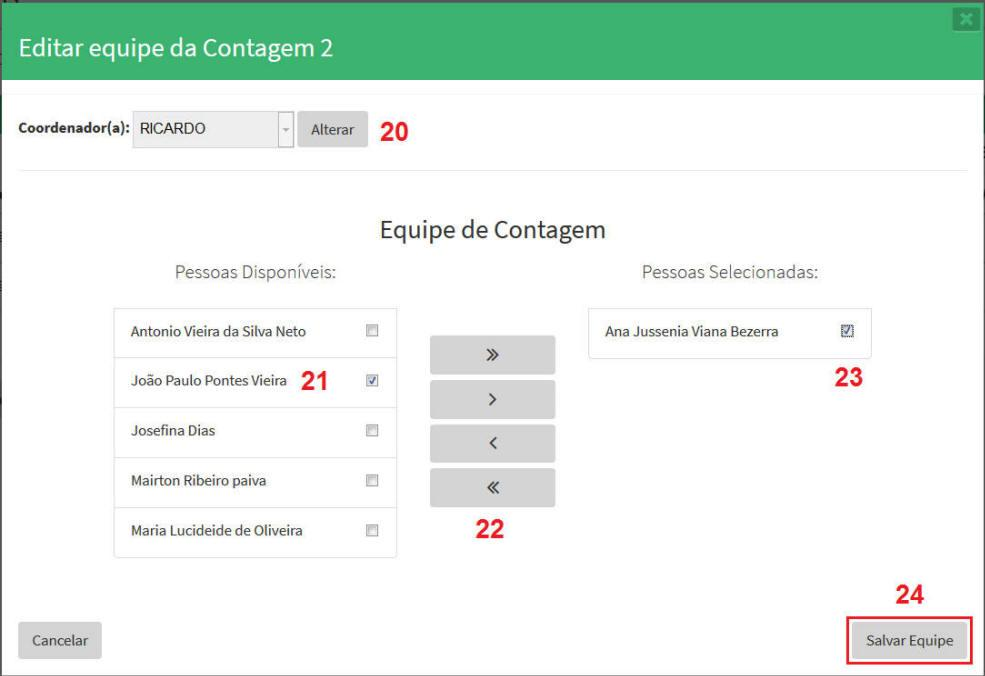 Editar equipe da Contagem 2
Coordenador(a): RICARDO Alterar 20
Equipe de Contagem
Pessoas Disponíveis:
Pessoas Selecionadas:
Antonio Vieira da Silva Neto
João Paulo Pontes Vieira 21
Josefina Dias
Mairton Ribeiro paiva
Maria Lucideide de Oliveira
»
>
<
«
22
Ana Jussenia Viana Bezerra
23
24
Cancelar
Salvar Equipe